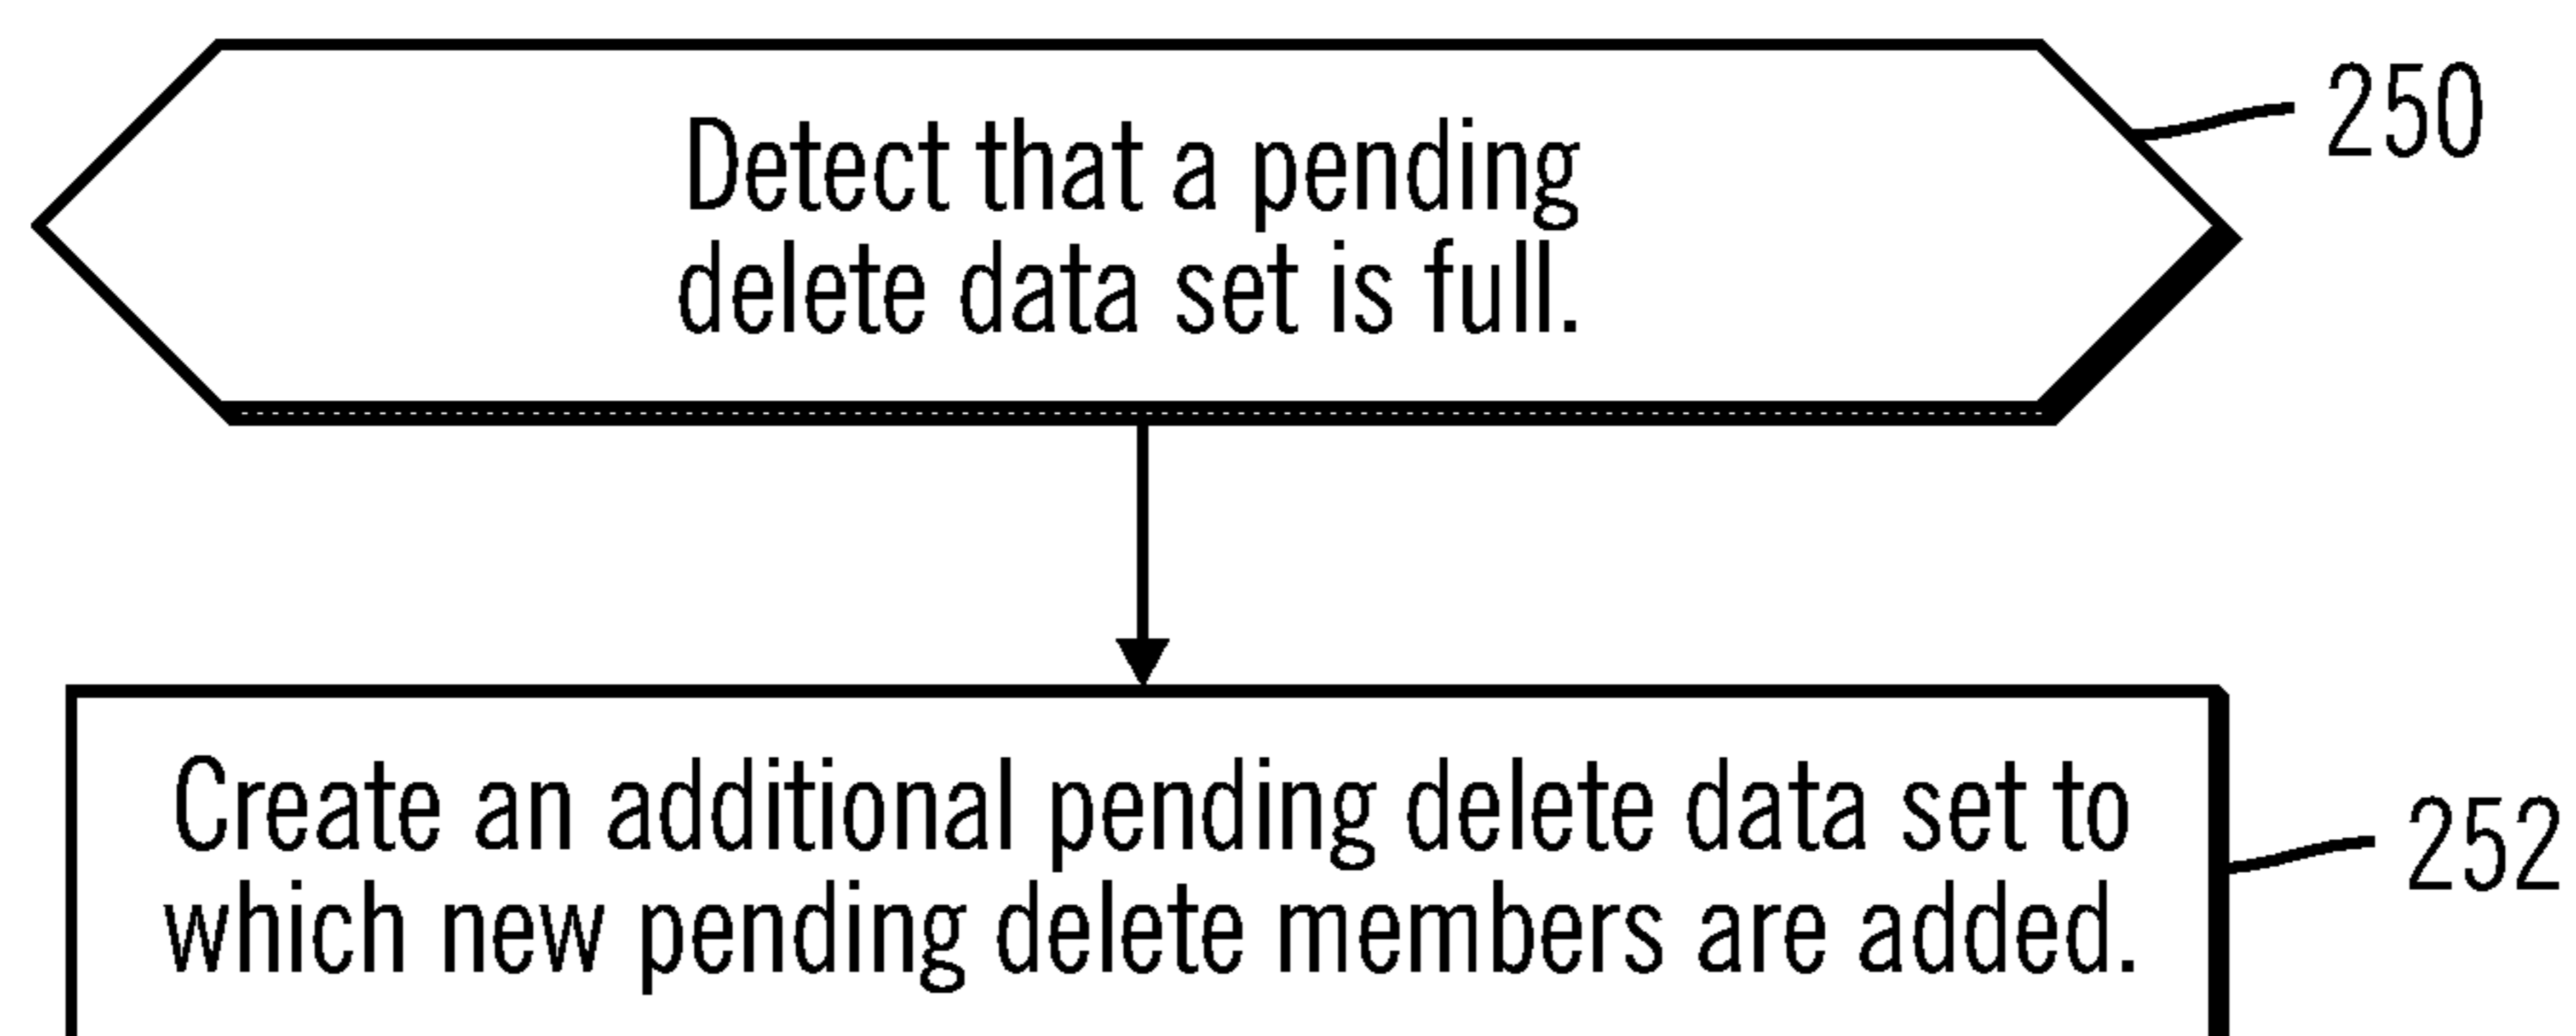 Detect that a pending
delete data set is full.
250
Create an additional pending delete data set to
which new pending delete members are added.
252